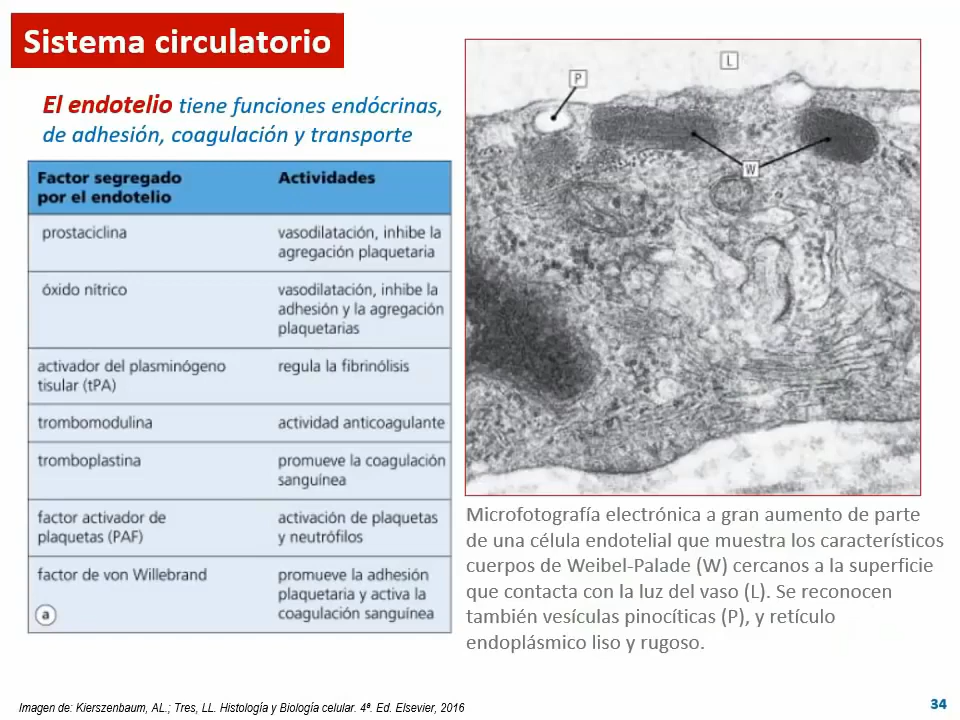 Sistema circulatorio
El endotelio tiene funciones endócrinas,
de adhesión, coagulación y transporte
Factor segregado
por el endotelio
Actividades
prostaciclina
vasodilatación, inhibe la
agregación plaquetaria
óxido nítrico
vasodilatación, inhibe la
adhesión y la agregación
plaquetarias
activador del plasminógeno
tisular (tPA)
regula la fibrinólisis
trombomodulina
actividad anticoagulante
tromboplastina
promueve la coagulación
sanguínea
factor activador de
plaquetas (PAF)
activación de plaquetas
y neutrófilos
factor de von Willebrand
promueve la adhesión
plaquetaria y activa la
coagulación sanguínea
a
L
P
W
Microfotografía electrónica a gran aumento de parte
de una célula endotelial que muestra los característicos
cuerpos de Weibel-Palade (W) cercanos a la superficie
que contacta con la luz del vaso (L). Se reconocen
también vesículas pinocíticas (P), y retículo
endoplásmico liso y rugoso.
Imagen de: Kierszenbaum, AL.; Tres, LL. Histología y Biología celular. 4ª. Ed. Elsevier, 2016
34